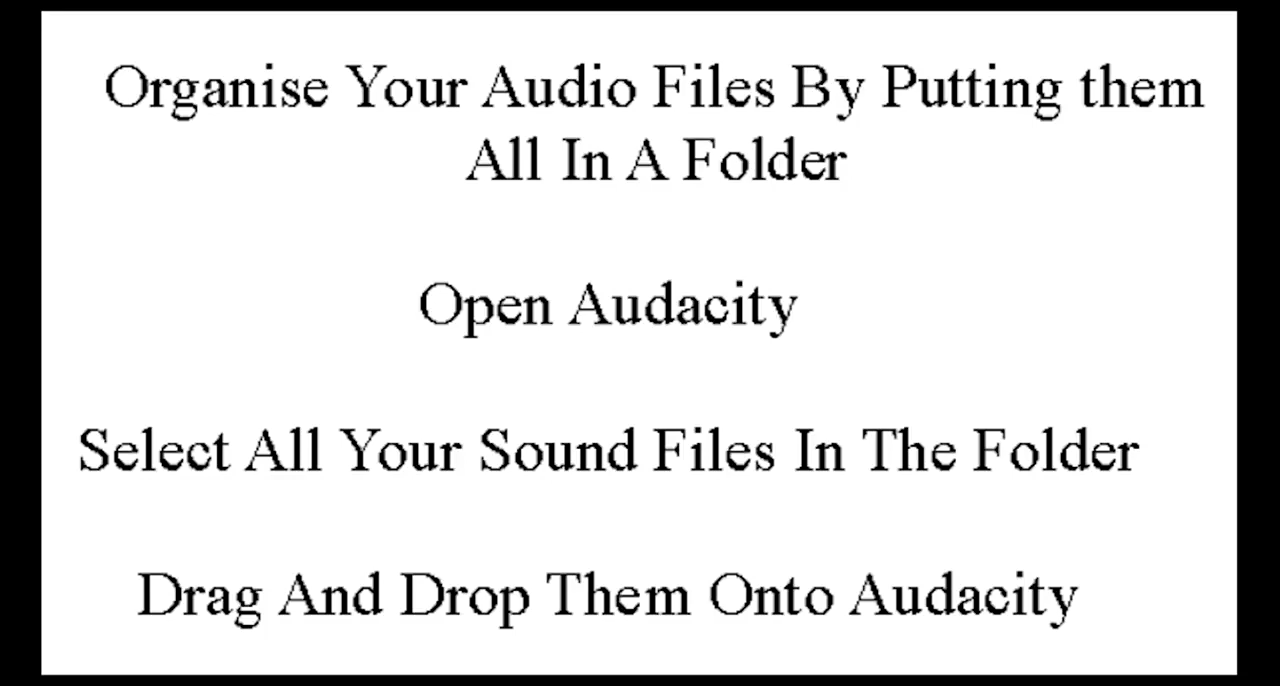 Organise Your Audio Files By Putting them
All In A Folder
Open Audacity
Select All Your Sound Files In The Folder
Drag And Drop Them Onto Audacity